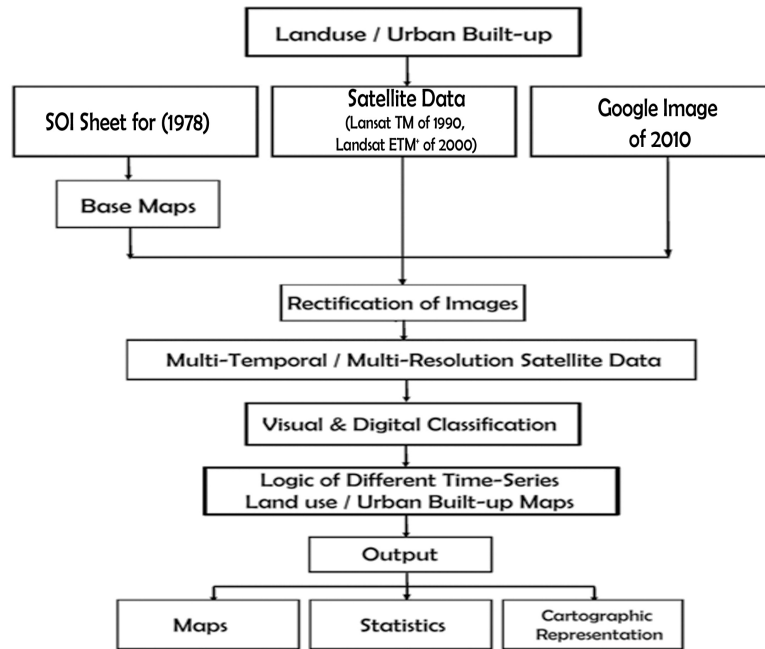 Landuse / Urban Built-up
SOI Sheet for (1978)
Satellite Data
(Lansat TM of 1990,
Landsat ETM⁺ of 2000)
Google Image
of 2010
Base Maps
Rectification of Images
Multi-Temporal / Multi-Resolution Satellite Data
Visual & Digital Classification
Logic of Different Time-Series
Land use / Urban Built-up Maps
Output
Maps
Statistics
Cartographic
Representation